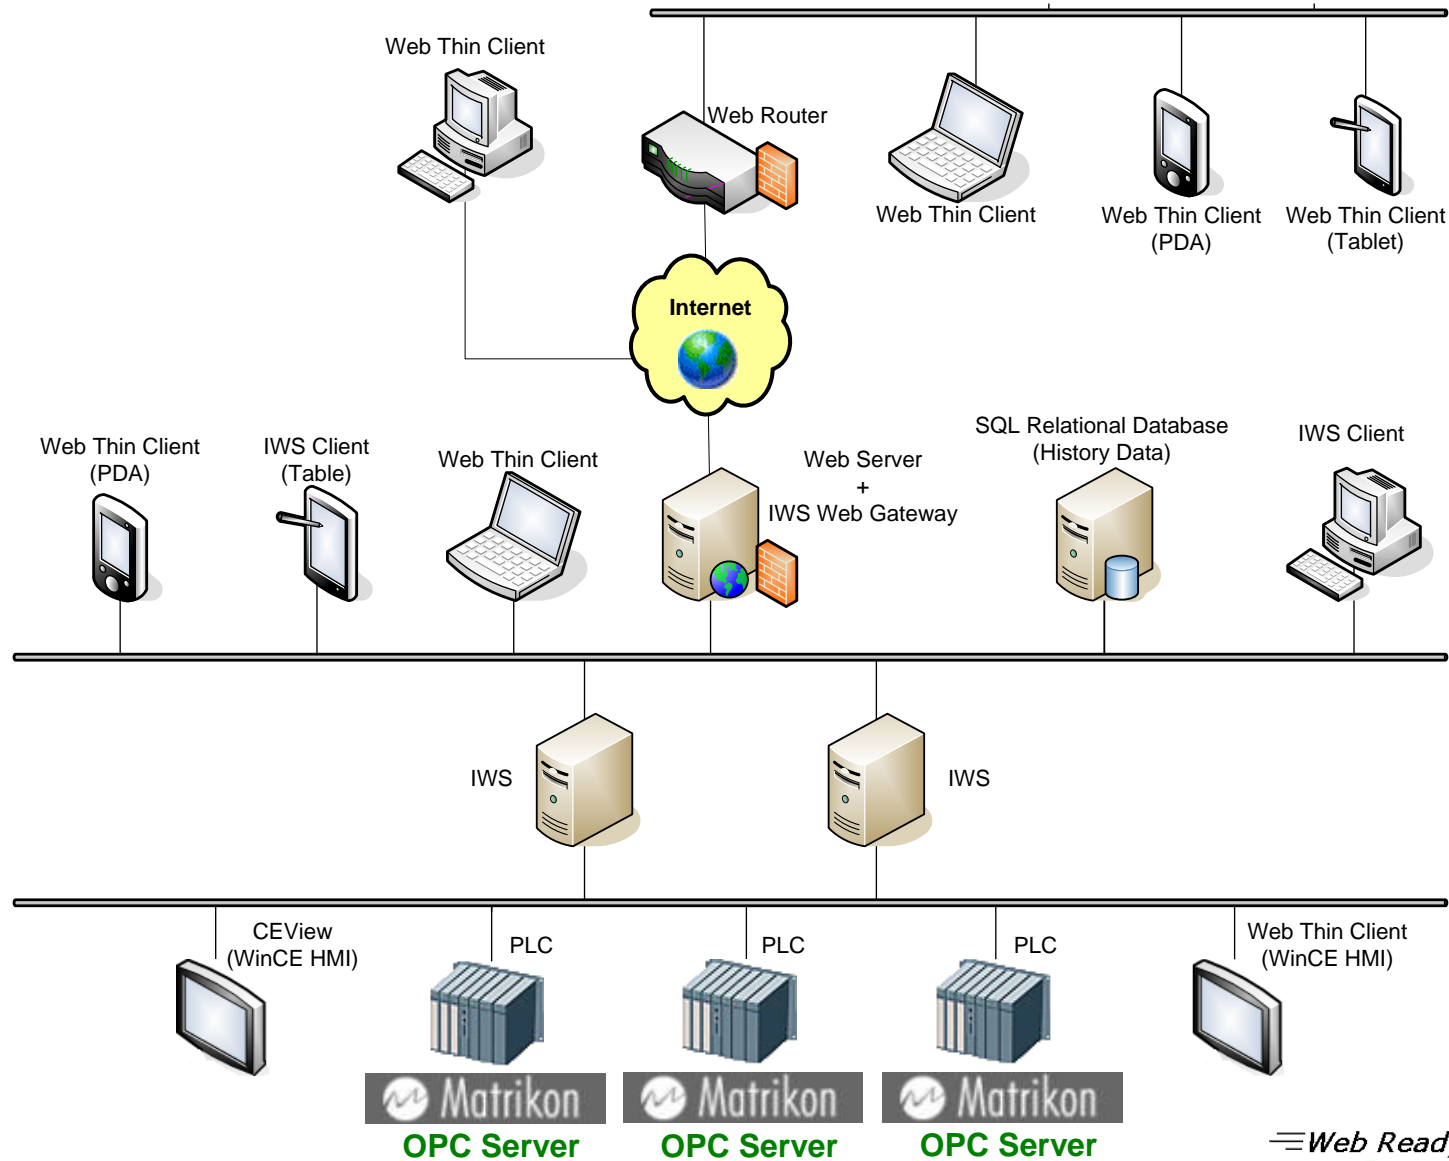 Web Thin Client
Web Router
Web Thin Client
Web Thin Client
(PDA)
Web Thin Client
(Tablet)
Internet
Web Thin Client
(PDA)
IWS Client
(Table)
Web Thin Client
Web Server
+
IWS Web Gateway
SQL Relational Database
(History Data)
IWS Client
IWS
IWS
CEView
(WinCE HMI)
PLC
PLC
PLC
Web Thin Client
(WinCE HMI)
Matrikon
OPC Server
Matrikon
OPC Server
Matrikon
OPC Server
Web Read